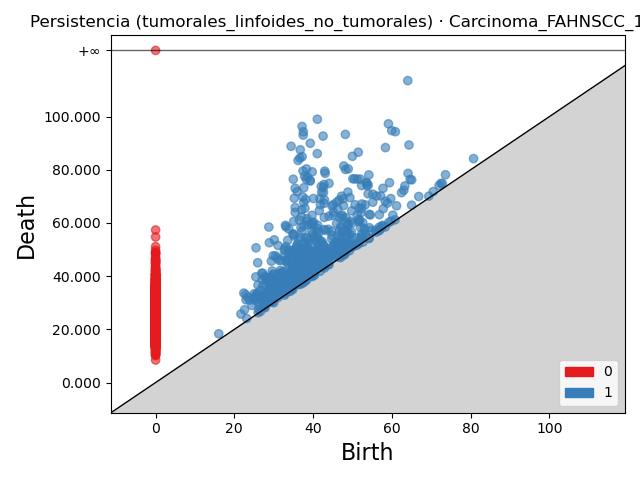 Persistencia (tumorales_linfoides_no_tumorales) · Carcinoma_FAHNSCC_1
+∞
100.000
80.000
60.000
40.000
20.000
0.000
Death
0
1
0 20 40 60 80 100
Birth